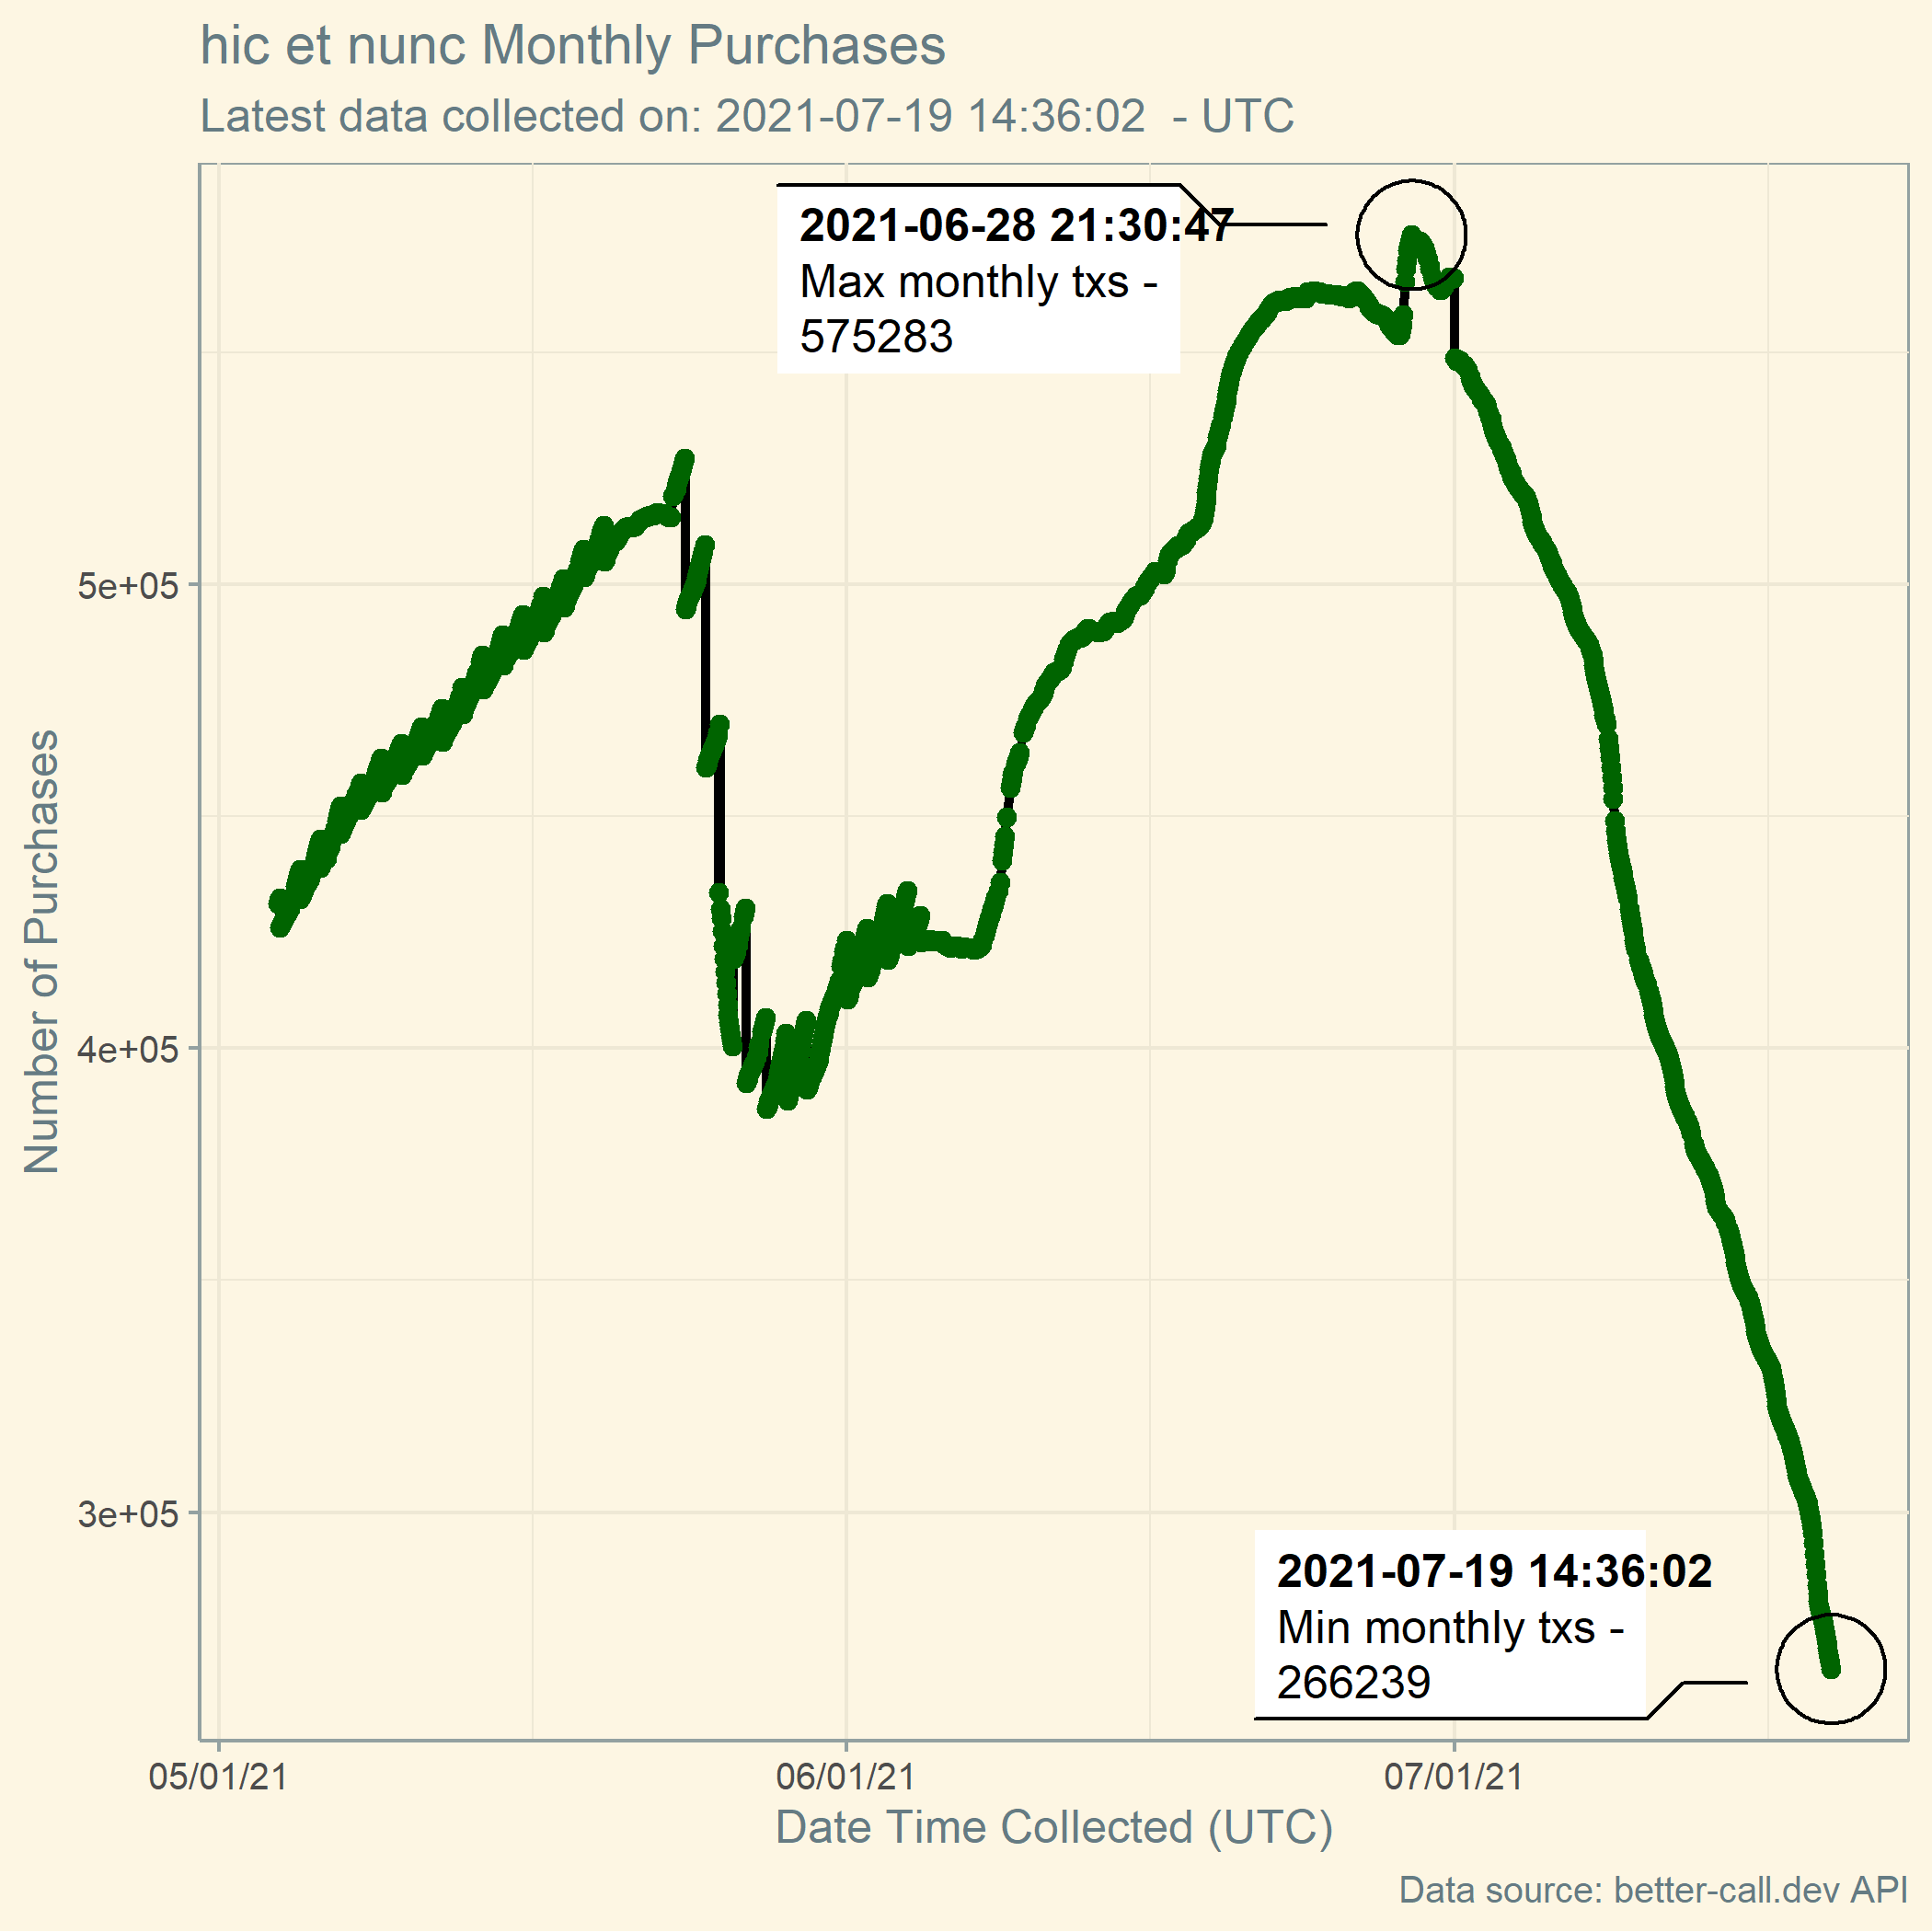 hic et nunc Monthly Purchases
Latest data collected on: 2021-07-19 14:36:02  - UTC
2021-06-28 21:30:47
Max monthly txs -
575283
Number of Purchases
5e+05
4e+05
3e+05
2021-07-19 14:36:02
Min monthly txs -
266239
05/01/21
06/01/21
07/01/21
Date Time Collected (UTC)
Data source: better-call.dev API